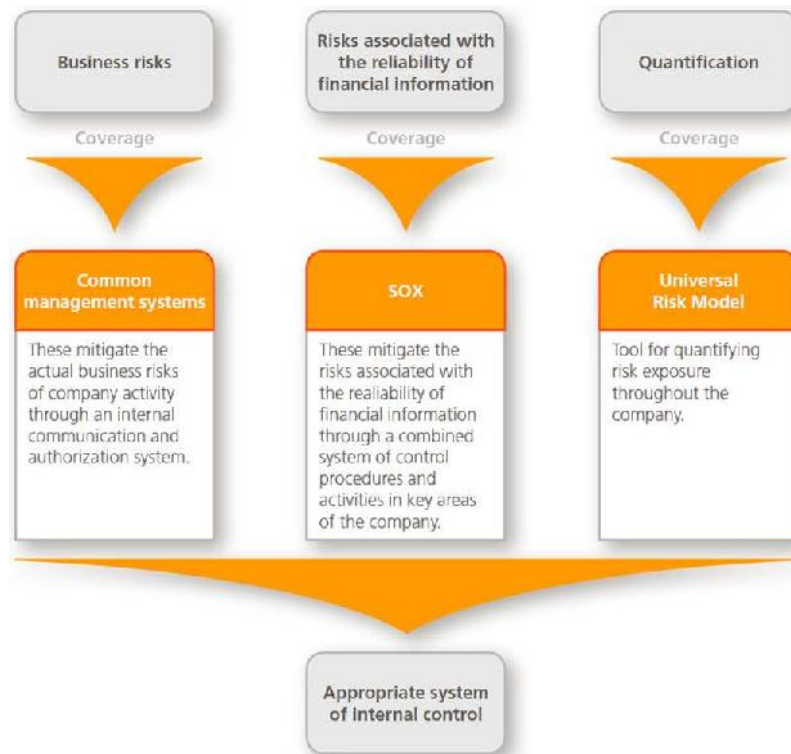 Business risks
Risks associated with
the reliability of
financial information
Quantification
Coverage
Coverage
Coverage
Common
management systems
SOX
Universal
Risk Model
These mitigate the
actual business risks
of company activity
through an internal
communication and
authorization system.
These mitigate the
risks associated with
the realiability of
financial information
through a combined
system of control
procedures and
activities in key areas
of the company.
Tool for quantifying
risk exposure
throughout the
company.
Appropriate system
of internal control